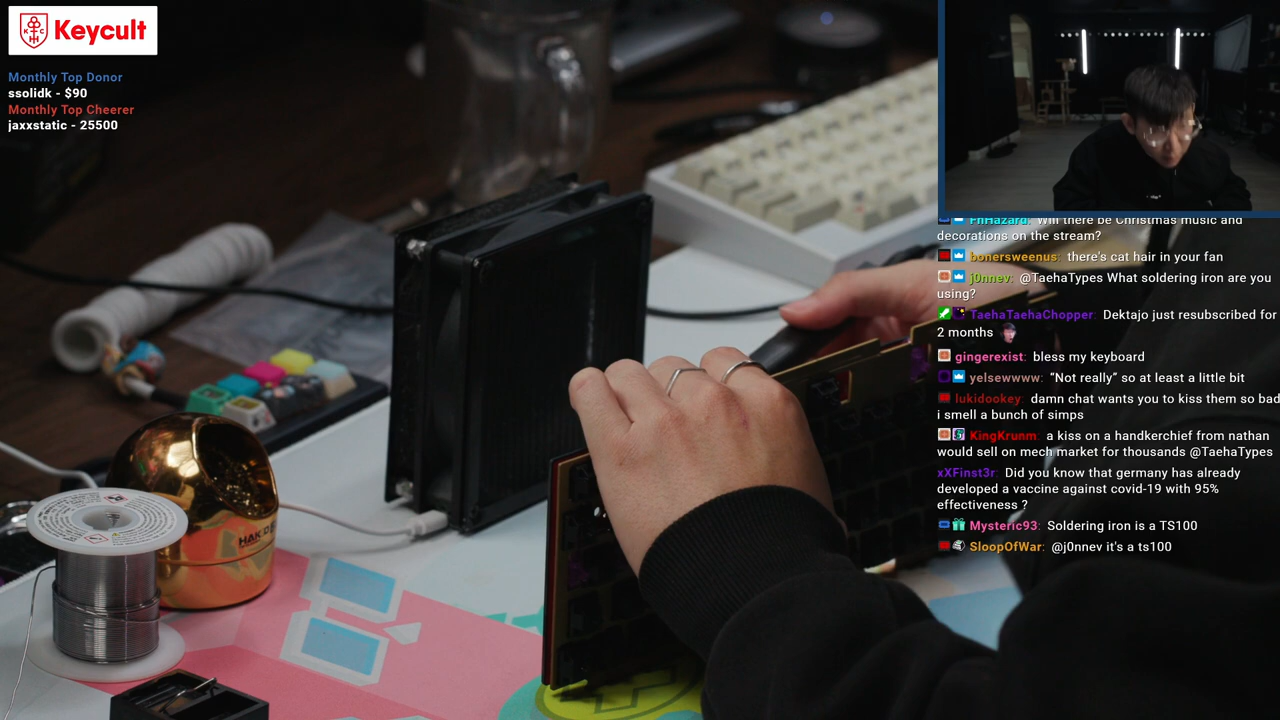 Keycult
Monthly Top Donor
ssolidk - $90
Monthly Top Cheerer
jaxxstatic - 25500
FnHazard: Will there be Christmas music and
decorations on the stream?
bonersweenus: there's cat hair in your fan
j0nnev: @TaehaTypes What soldering iron are you
using?
TaehaTaehaChopper: Dektajo just resubscribed for
2 months
gingerexist: bless my keyboard
yelsewwww: “Not really” so at least a little bit
lukidookey: damn chat wants you to kiss them so bad
i smell a bunch of simps
KingKrunm: a kiss on a handkerchief from nathan
would sell on mech market for thousands @TaehaTypes
xXFinst3r: Did you know that germany has already
developed a vaccine against covid-19 with 95%
effectiveness ?
Mysteric93: Soldering iron is a TS100
SloopOfWar: @j0nnev it's a ts100
HAKKO